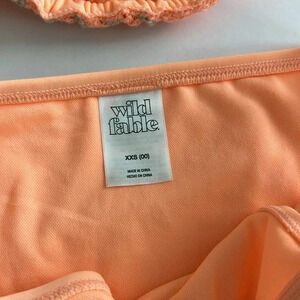 wild
fable.
XXS (00)
MADE IN CHINA
HECHO EN CHINA